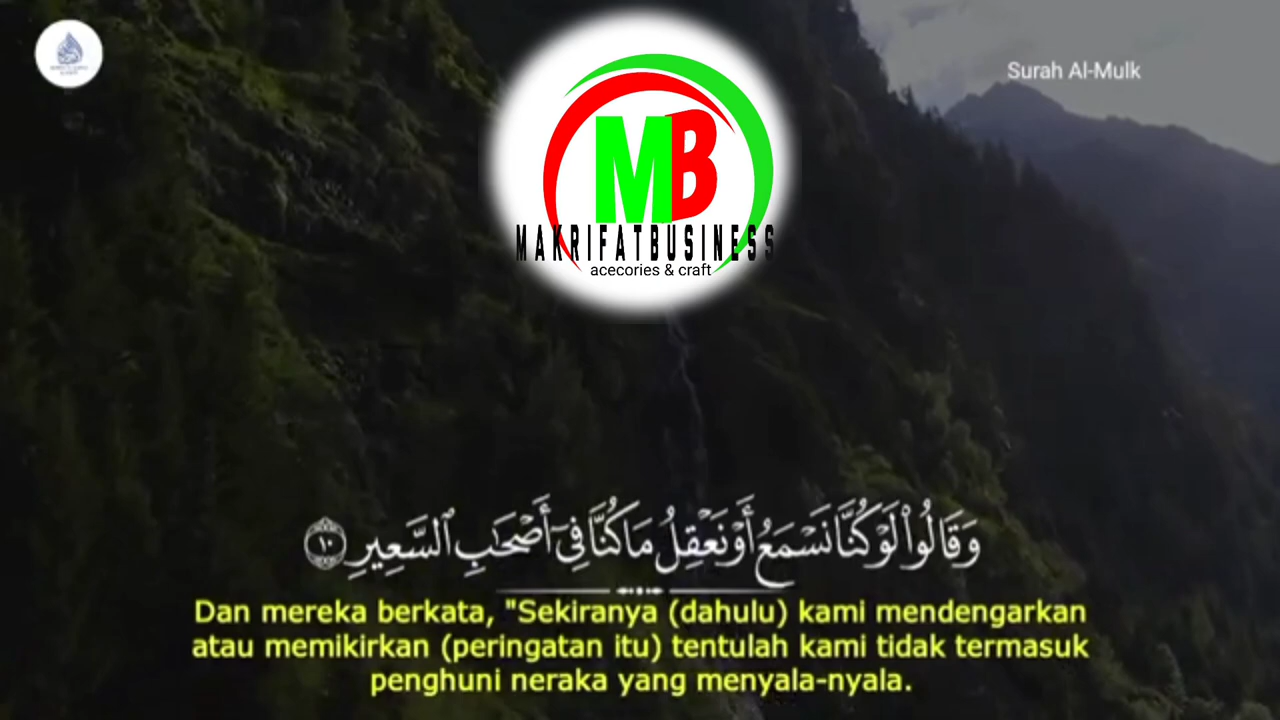 Surah Al-Mulk
MB
MAKRIFATBUSINESS
acecories & craft
وَقَالُوا۟ لَوْ كُنَّا نَسْمَعُ أَوْ نَعْقِلُ مَا كُنَّا فِىٓ أَصْحَٰبِ ٱلسَّعِيرِ ١٠
Dan mereka berkata, "Sekiranya (dahulu) kami mendengarkan
atau memikirkan (peringatan itu) tentulah kami tidak termasuk
penghuni neraka yang menyala-nyala.